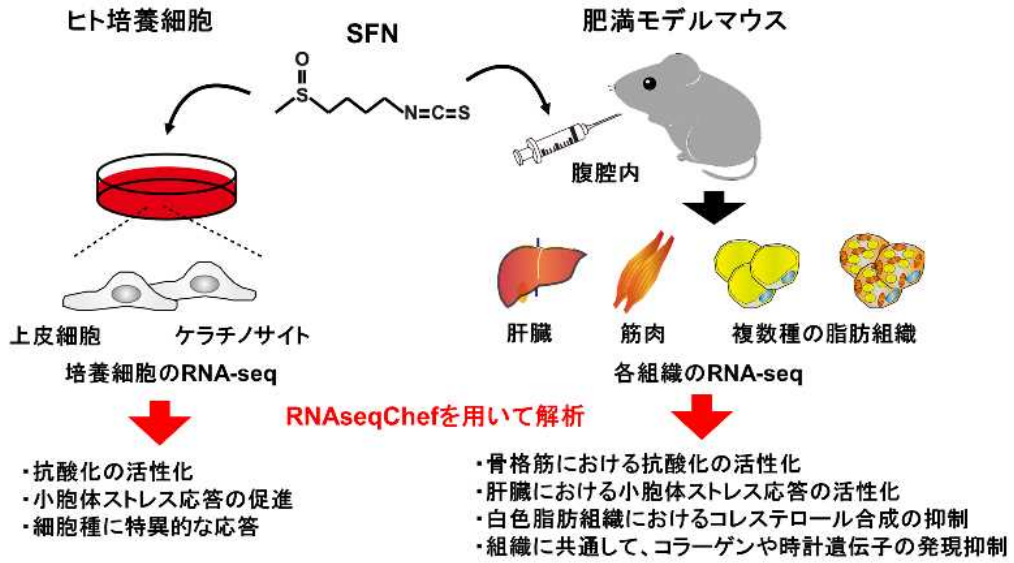 ヒト培養細胞
SFN
肥満モデルマウス
O
S
N=C=S
腹腔内
上皮細胞
ケラチノサイト
肝臓
筋肉
複数種の脂肪組織
培養細胞のRNA-seq
各組織のRNA-seq
RNAseqChefを用いて解析
・抗酸化の活性化
・小胞体ストレス応答の促進
・細胞種に特異的な応答
・骨格筋における抗酸化の活性化
・肝臓における小胞体ストレス応答の活性化
・白色脂肪組織におけるコレステロール合成の抑制
・組織に共通して、コラーゲンや時計遺伝子の発現抑制